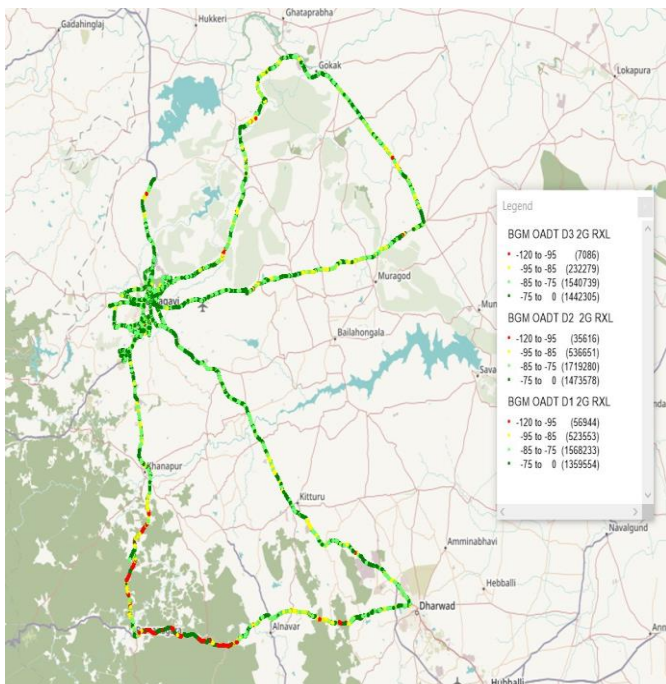 Gadahinglaj
Hukkeri
Ghataprabha
Gokak
Lokapura
Legend
BGM OADT D3 2G RXL
-120 to -95 (7086)
-95 to -85 (232279)
-85 to -75 (1540739)
-75 to 0 (1442305)
BGM OADT D2 2G RXL
-120 to -95 (35616)
-95 to -85 (536651)
-85 to -75 (1719280)
-75 to 0 (1473578)
BGM OADT D1 2G RXL
-120 to -95 (56944)
-95 to -85 (523553)
-85 to -75 (1568233)
-75 to 0 (1359554)
Muragod
Mun
agavi
Bailahongala
Sava
Khanapur
Kitturu
Navalgund
Amminabhavi
Hebballi
Dharwad
Alnavar
Ann
Hubballi